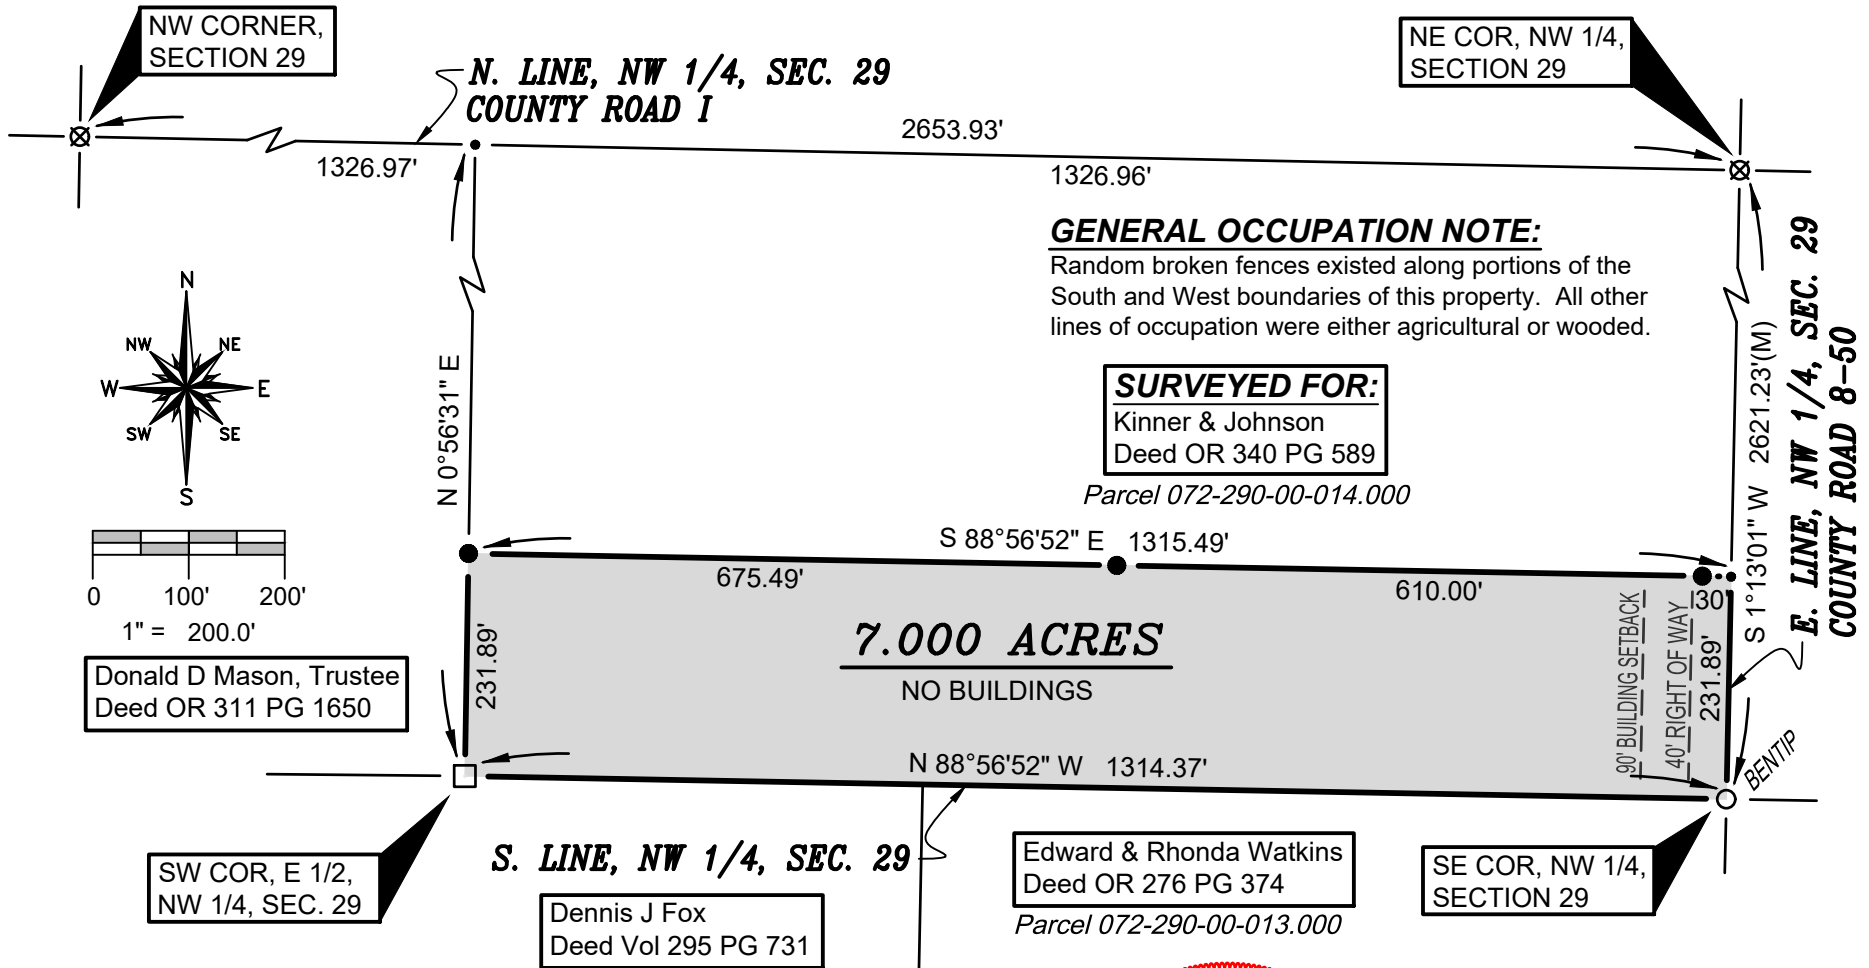 NW CORNER,
SECTION 29
N. LINE, NW 1/4, SEC. 29
COUNTY ROAD I
NE COR, NW 1/4,
SECTION 29
2653.93'
1326.97'
1326.96'
GENERAL OCCUPATION NOTE:
Random broken fences existed along portions of the
South and West boundaries of this property. All other
lines of occupation were either agricultural or wooded.
N
NW
NE
W
E
SW
SE
S
N 0°56'31" E
SURVEYED FOR:
Kinner & Johnson
Deed OR 340 PG 589
Parcel 072-290-00-014.000
S 1°13'01" W 2621.23'(M)
E. LINE, NW 1/4, SEC. 29
COUNTY ROAD 8-50
0 100' 200'
1" = 200.0'
S 88°56'52" E 1315.49'
675.49'
610.00'
30'
7.000 ACRES
NO BUILDINGS
231.89'
90' BUILDING SETBACK
40' RIGHT OF WAY
231.89'
Donald D Mason, Trustee
Deed OR 311 PG 1650
N 88°56'52" W 1314.37'
BENTIP
SW COR, E 1/2,
NW 1/4, SEC. 29
S. LINE, NW 1/4, SEC. 29
Dennis J Fox
Deed Vol 295 PG 731
Edward & Rhonda Watkins
Deed OR 276 PG 374
Parcel 072-290-00-013.000
SE COR, NW 1/4,
SECTION 29